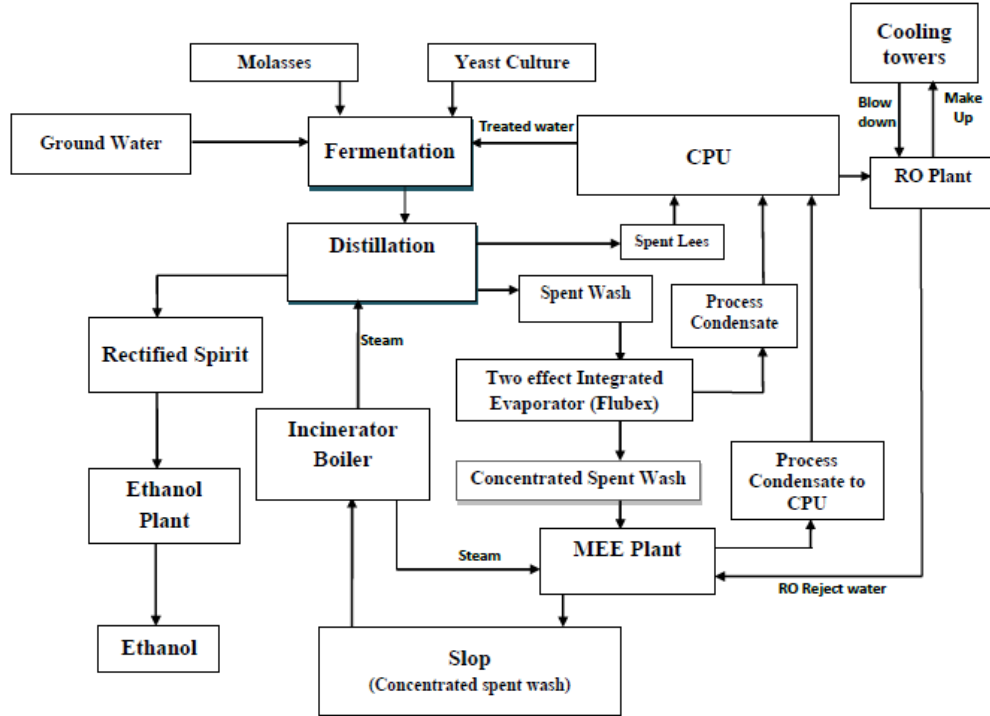 Cooling
towers
Molasses
Yeast Culture
Blow
down
Make
Up
Ground Water
Fermentation
Treated water
CPU
RO Plant
Distillation
Spent Lees
Spent Wash
Process
Condensate
Steam
Rectified Spirit
Two effect Integrated
Evaporator (Flubex)
Incinerator
Boiler
Concentrated Spent Wash
Process
Condensate to
CPU
Ethanol
Plant
Steam
MEE Plant
RO Reject water
Ethanol
Slop
(Concentrated spent wash)